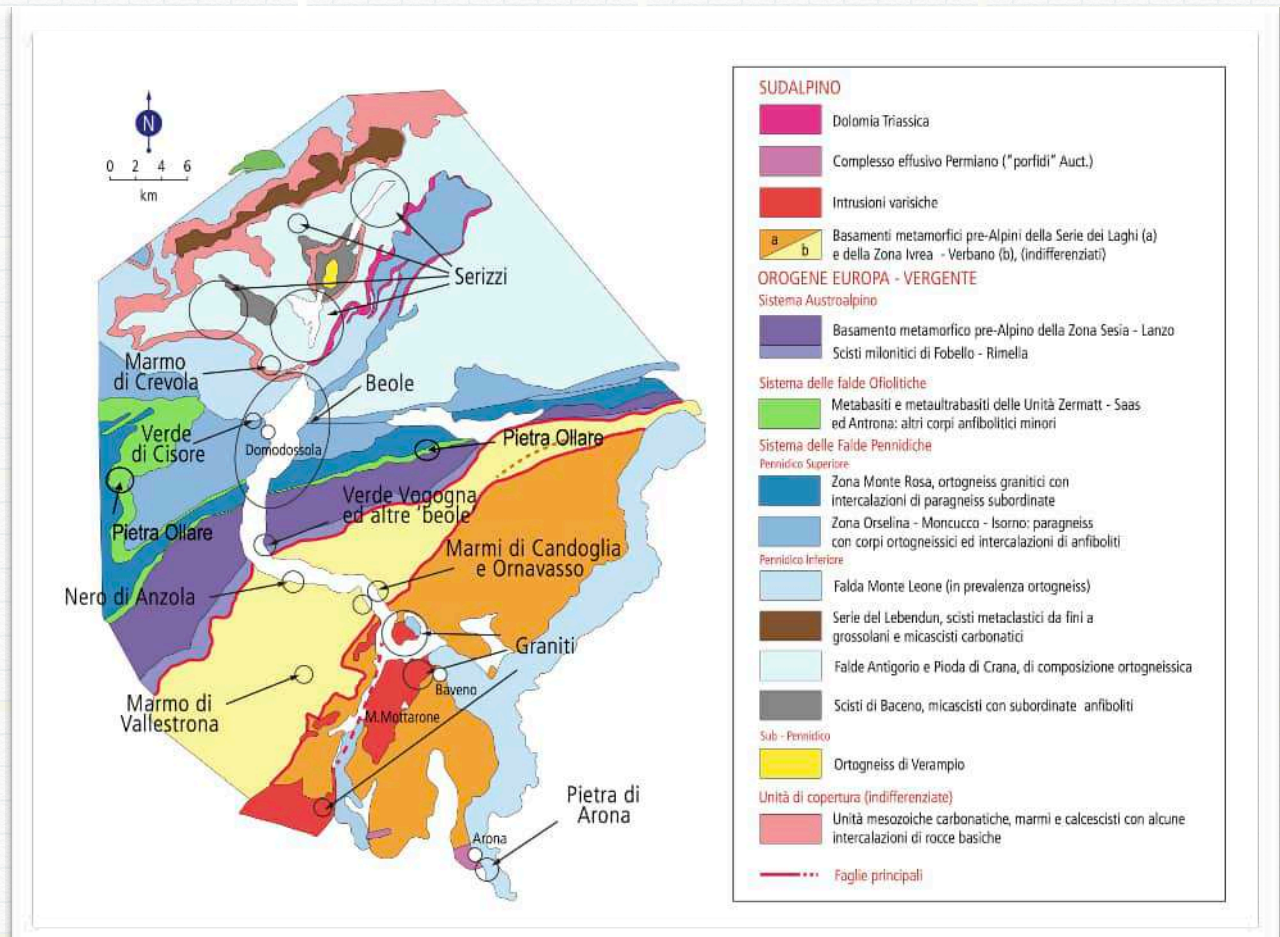 N
0 2 4 6
km
Serizzi
Marmo
di Crevola
Beole
Verde
di Cisore
Domodossola
Pietra Ollare
Verde Vogogna
ed altre 'beole'
Pietra Ollare
Marmi di Candoglia
e Ornavasso
Nero di Anzola
Graniti
Baveno
Marmo di
Vallestrona
M.Mottarone
Pietra di
Arona
Arona
SUDALPINO
Dolomia Triassica
Complesso effusivo Permiano ("porfidi" Auct.)
Intrusioni varisiche
a
b
Basamenti metamorfici pre-Alpini della Serie dei Laghi (a)
e della Zona Ivrea - Verbano (b), (indifferenziati)
OROGENE EUROPA - VERGENTE
Sistema Austroalpino
Basamento metamorfico pre-Alpino della Zona Sesia - Lanzo
Scisti milonitici di Fobello - Rimella
Sistema delle falde Ofiolitiche
Metabasiti e metaultrabasiti delle Unità Zermatt - Saas
ed Antrona: altri corpi anfibolitici minori
Sistema delle Falde Pennidiche
Pennidico Superiore
Zona Monte Rosa, ortogneiss granitici con
intercalazioni di paragneiss subordinate
Zona Orselina - Moncucco - Isorno: paragneiss
con corpi ortogneissici ed intercalazioni di anfiboliti
Pennidico Inferiore
Falda Monte Leone (in prevalenza ortogneiss)
Serie del Lebendun, scisti metaclastici da fini a
grossolani e micascisti carbonatici
Falde Antigorio e Pioda di Crana, di composizione ortogneissica
Scisti di Baceno, micascisti con subordinate anfiboliti
Sub - Pennidico
Ortogneiss di Verampio
Unità di copertura (indifferenziate)
Unità mesozoiche carbonatiche, marmi e calcescisti con alcune
intercalazioni di rocce basiche
Faglie principali